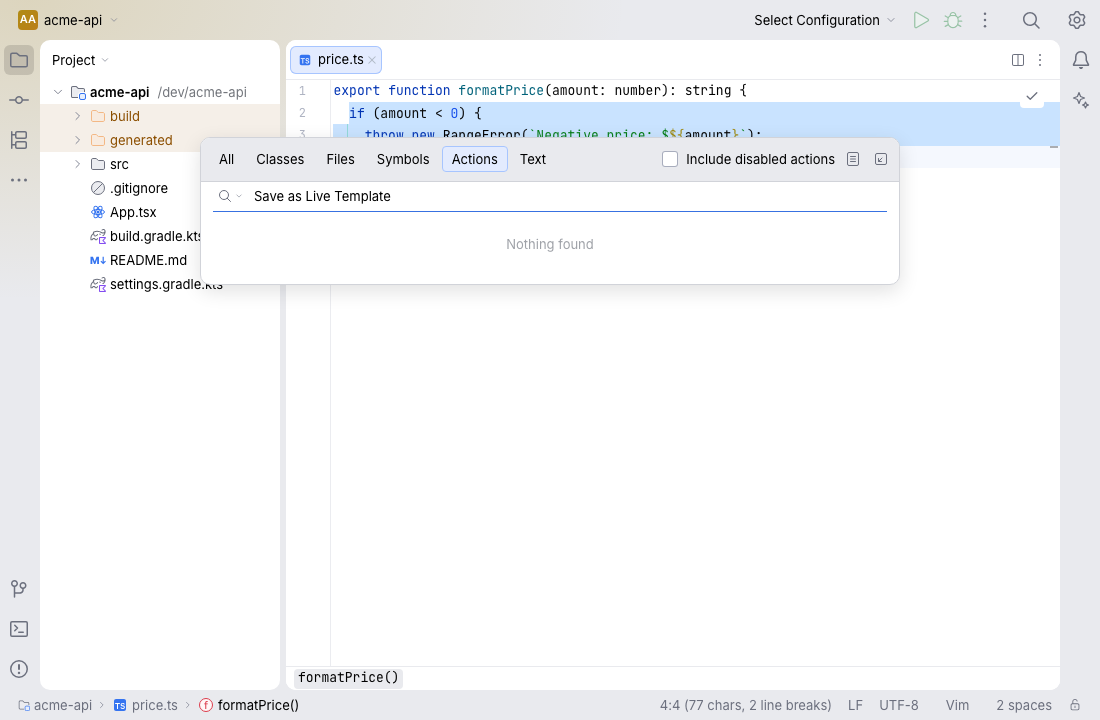 AA acme-api
Select Configuration
Project
price.ts
acme-api /dev/acme-api
build
generated
src
.gitignore
App.tsx
build.gradle.kts
M↓ README.md
settings.gradle.kts
1 export function formatPrice(amount: number): string {
2 if (amount < 0) {
3 throw new RangeError(`Negative price: $${amount}`);
All Classes Files Symbols Actions Text Include disabled actions
Save as Live Template
Nothing found
formatPrice()
acme-api TS price.ts f formatPrice() 4:4 (77 chars, 2 line breaks) LF UTF-8 Vim 2 spaces